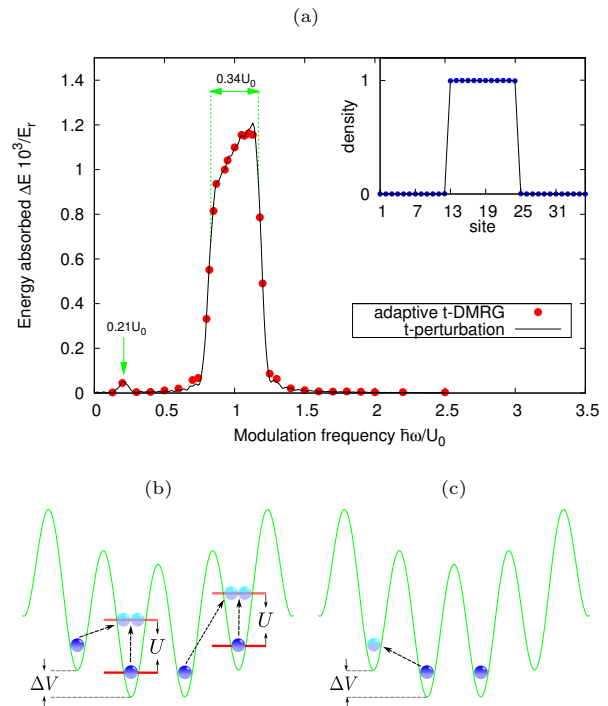 (a)
1.4
1.2
1
0.8
0.6
0.4
0.2
0
Energy absorbed ΔE 10³/Eᵣ
0.34U₀
0.21U₀
1
0
density
1 7 13 19 25 31
site
adaptive t-DMRG
t-perturbation
0 0.5 1 1.5 2 2.5 3 3.5
Modulation frequency ħω/U₀
(b) (c)
U
U
ΔV
ΔV